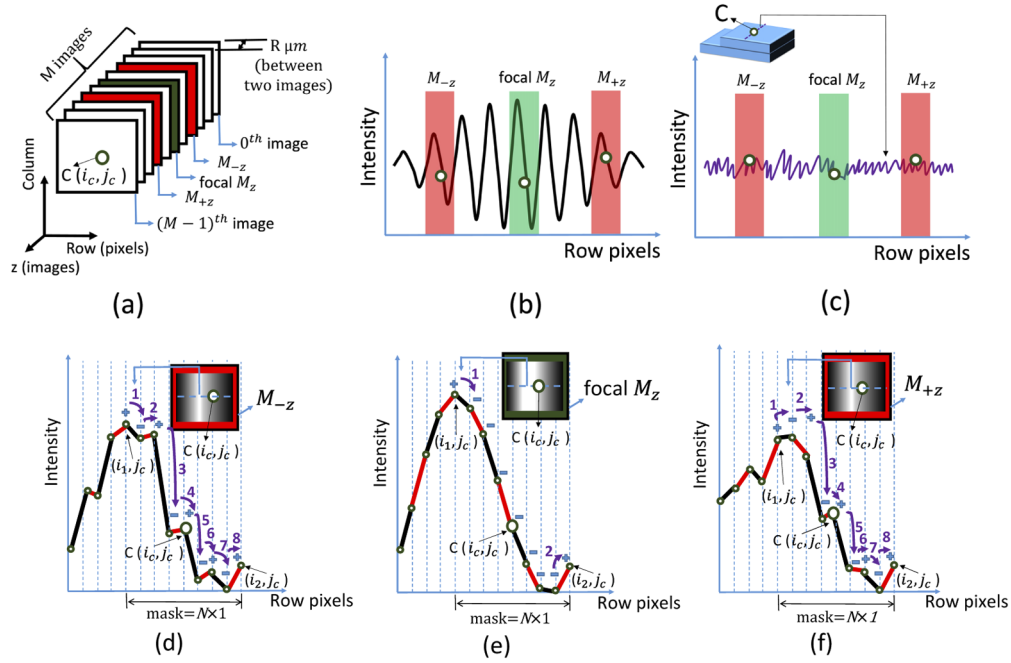 M images
R μm
(between
two images)
Column
C (i_c, j_c)
0^th image
M_−z
focal M_z
M_+z
(M − 1)^th image
Row (pixels)
z (images)
(a)
Intensity
M_−z
focal M_z
M_+z
Row pixels
(b)
C
Intensity
M_−z
focal M_z
M_+z
Row pixels
(c)
Intensity
1
2
3
4
5
6
7
8
+
−
+
−
+
−
+
−
+
(i_1, j_c)
C (i_c, j_c)
M_−z
C (i_c, j_c)
(i_2, j_c)
Row pixels
mask=N×1
(d)
Intensity
1
2
+
−
−
−
−
−
−
−
+
(i_1, j_c)
C (i_c, j_c)
focal M_z
C (i_c, j_c)
(i_2, j_c)
Row pixels
mask=N×1
(e)
Intensity
1
2
3
4
5
6
7
8
+
+
+
−
+
−
+
−
+
(i_1, j_c)
C (i_c, j_c)
M_+z
C (i_c, j_c)
(i_2, j_c)
Row pixels
mask=N×1
(f)